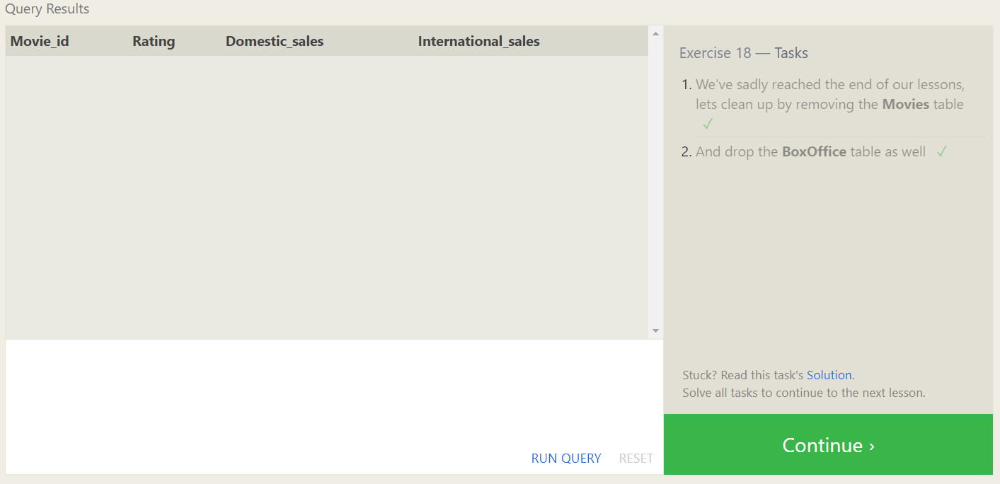 Query Results
Movie_id Rating Domestic_sales International_sales
Exercise 18 — Tasks
1. We've sadly reached the end of our lessons,
lets clean up by removing the Movies table
✓
2. And drop the BoxOffice table as well ✓
Stuck? Read this task's Solution.
Solve all tasks to continue to the next lesson.
RUN QUERY RESET
Continue ›